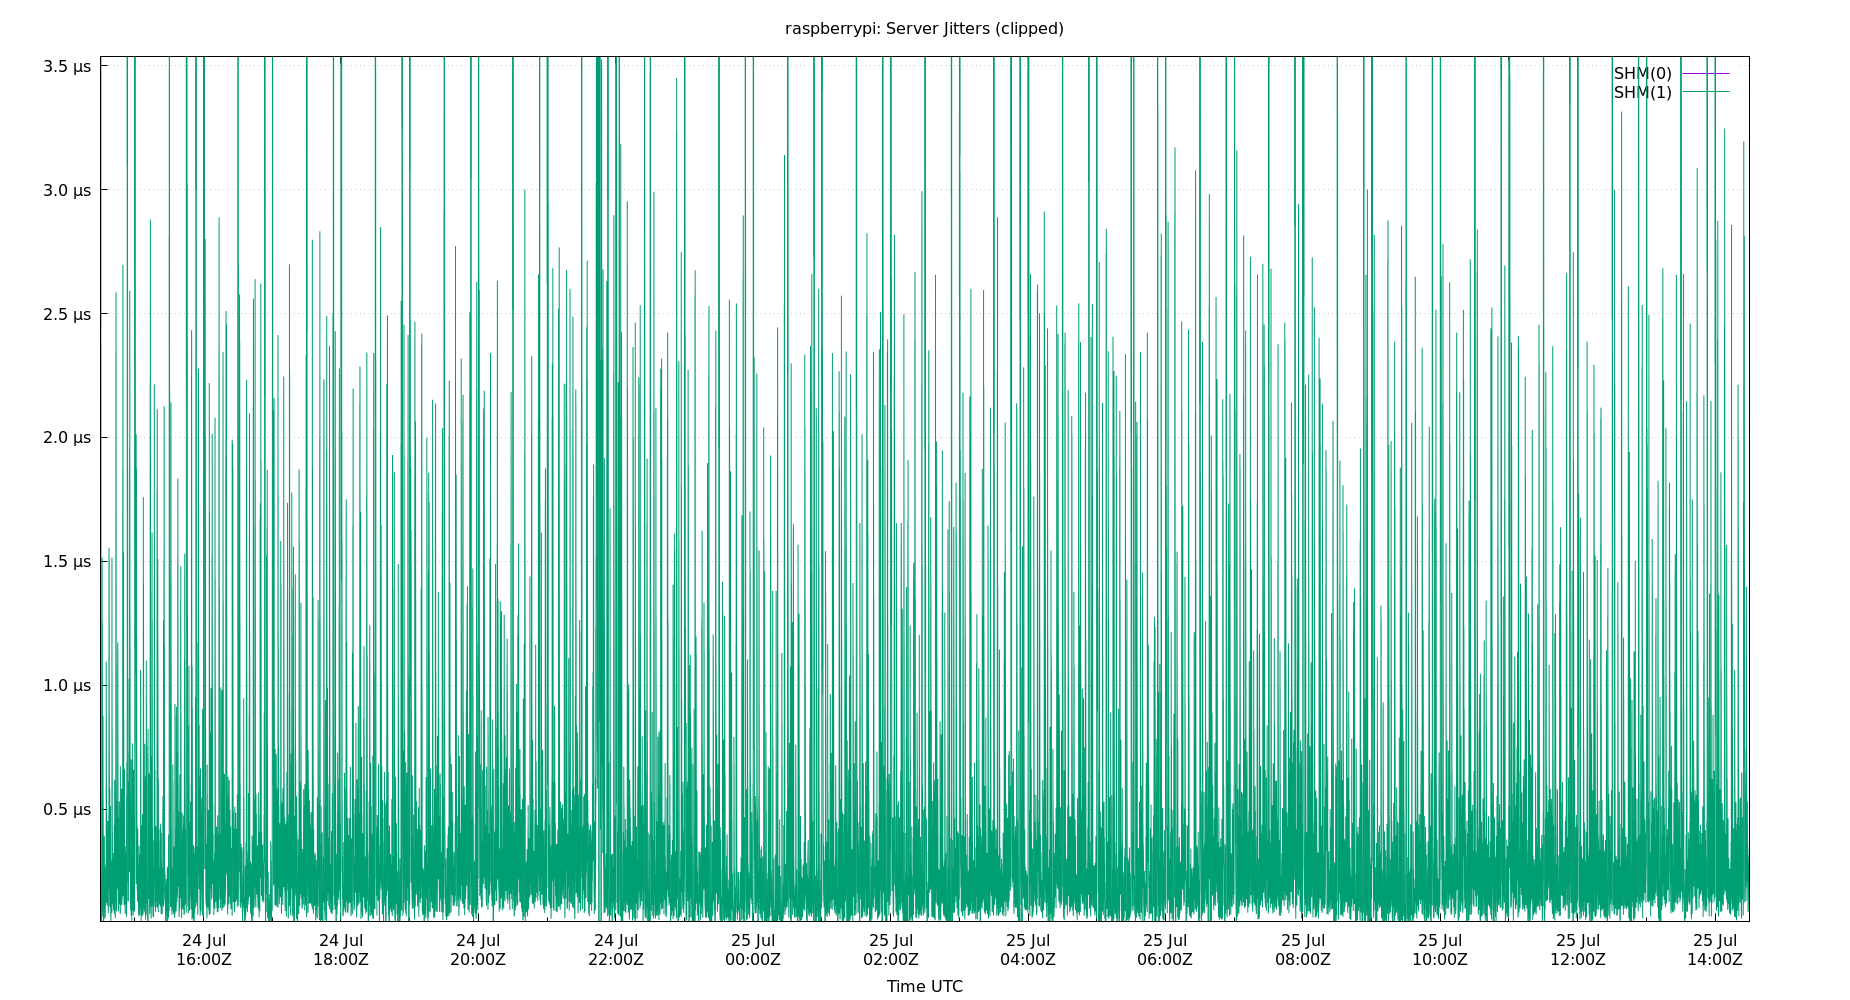 raspberrypi: Server Jitters (clipped)
SHM(0)
SHM(1)
3.5 µs
3.0 µs
2.5 µs
2.0 µs
1.5 µs
1.0 µs
0.5 µs
24 Jul 24 Jul 24 Jul 24 Jul 25 Jul 25 Jul 25 Jul 25 Jul 25 Jul 25 Jul 25 Jul 25 Jul
16:00Z 18:00Z 20:00Z 22:00Z 00:00Z 02:00Z 04:00Z 06:00Z 08:00Z 10:00Z 12:00Z 14:00Z
Time UTC